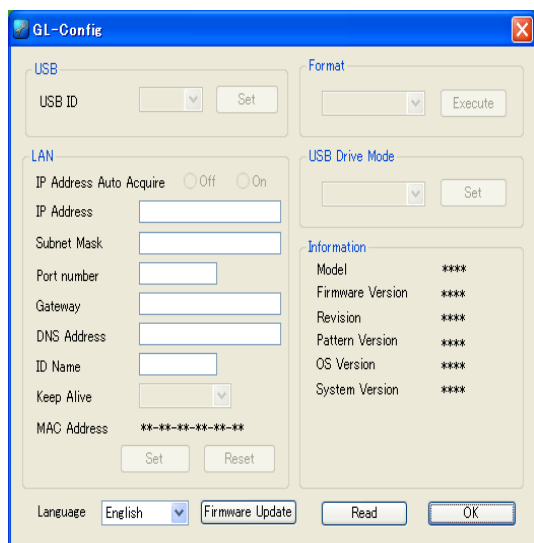 GL-Config
USB
USB ID
Set
Format
Execute
LAN
IP Address Auto Acquire Off On
IP Address
Subnet Mask
Port number
Gateway
DNS Address
ID Name
Keep Alive
MAC Address **-**-**-**-**-**
Set Reset
USB Drive Mode
Set
Information
Model ****
Firmware Version ****
Revision ****
Pattern Version ****
OS Version ****
System Version ****
Language English Firmware Update Read OK